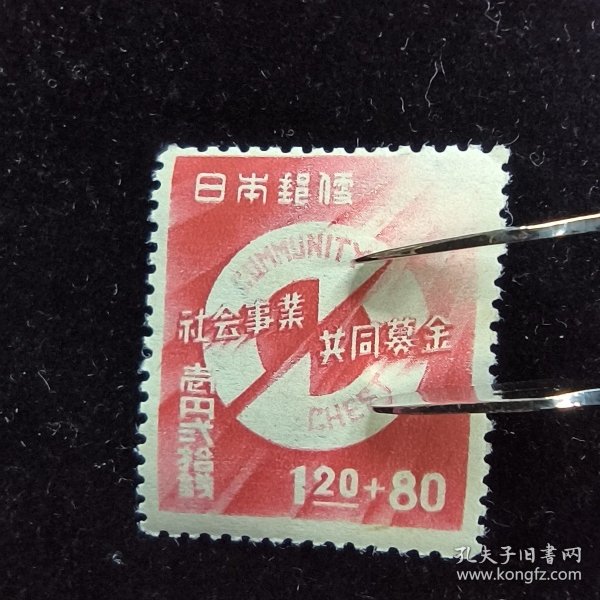 日本郵便
COMMUNITY
社会事業
共同募金
CHEST
壱円弐拾銭
1.20+80
孔夫子旧书网
www.kongfz.com